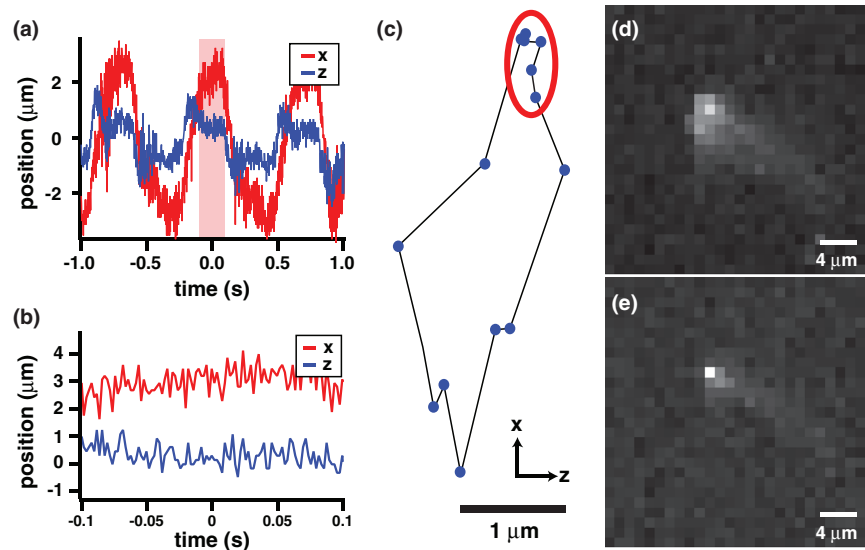 (a)
x
z
position (μm)
2
0
-2
-1.0 -0.5 0.0 0.5 1.0
time (s)
(b)
x
z
position (μm)
4
3
2
1
0
-1
-0.1 -0.05 0 0.05 0.1
time (s)
(c)
x
z
1 μm
(d)
4 μm
(e)
4 μm